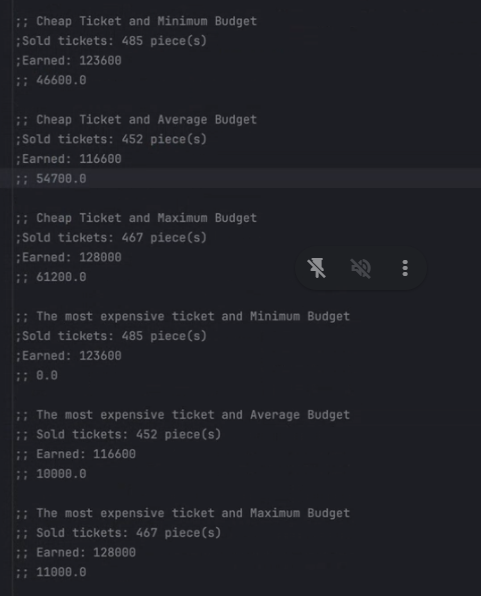 ;; Cheap Ticket and Minimum Budget
;Sold tickets: 485 piece(s)
;Earned: 123600
;; 46600.0
;; Cheap Ticket and Average Budget
;Sold tickets: 452 piece(s)
;Earned: 116600
;; 54700.0
;; Cheap Ticket and Maximum Budget
;Sold tickets: 467 piece(s)
;Earned: 128000
;; 61200.0
;; The most expensive ticket and Minimum Budget
;Sold tickets: 485 piece(s)
;Earned: 123600
;; 0.0
;; The most expensive ticket and Average Budget
;; Sold tickets: 452 piece(s)
;; Earned: 116600
;; 10000.0
;; The most expensive ticket and Maximum Budget
;; Sold tickets: 467 piece(s)
;; Earned: 128000
;; 11000.0